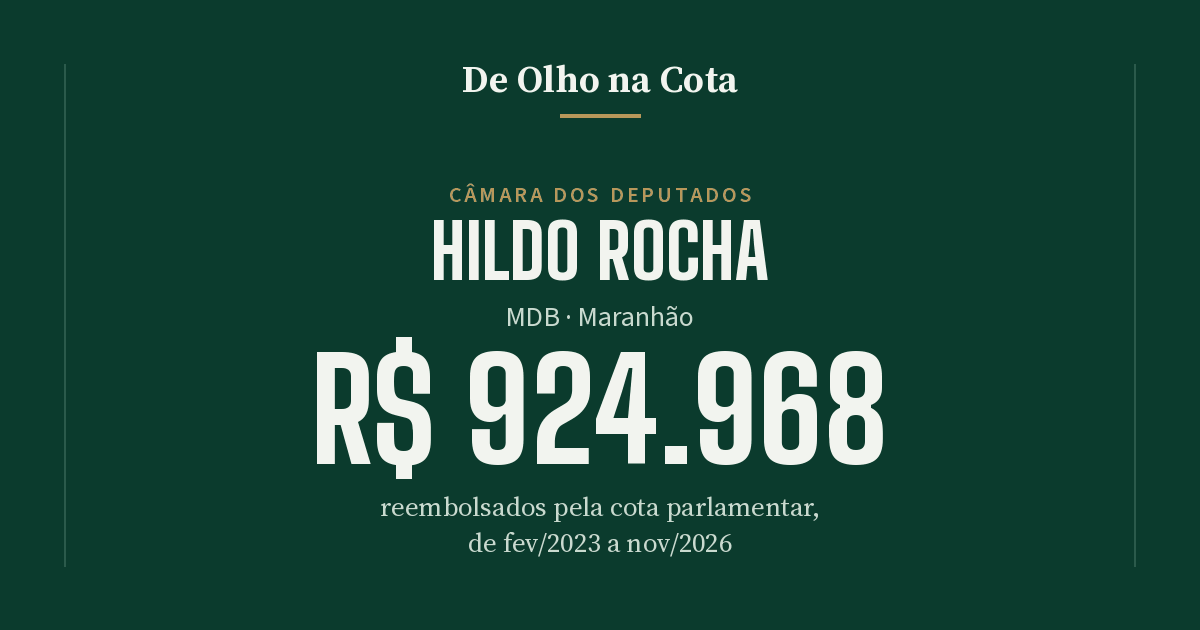 De Olho na Cota
CÂMARA DOS DEPUTADOS
HILDO ROCHA
MDB · Maranhão
R$ 924.968
reembolsados pela cota parlamentar,
de fev/2023 a nov/2026